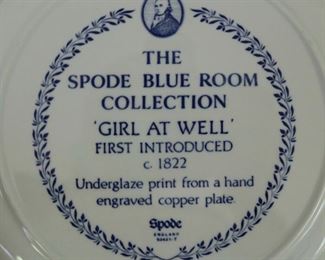 THE
SPODE BLUE ROOM
COLLECTION
'GIRL AT WELL'
FIRST INTRODUCED
c. 1822
Underglaze print from a hand
engraved copper plate
Spode
ENGLAND